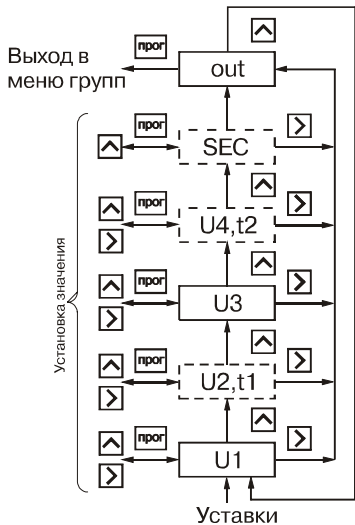 прог
Выход в
меню групп
out
прог
SEC
прог
U4,t2
прог
U3
прог
U2,t1
прог
U1
Установка значения
Уставки